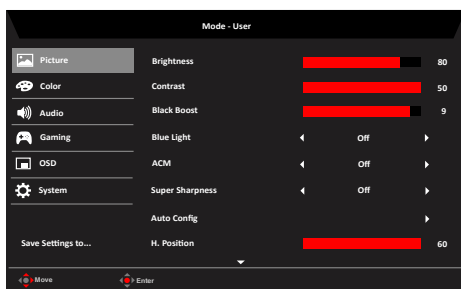 Mode - User
Picture
Brightness 80
Color
Contrast 50
Audio
Black Boost 9
Gaming
Blue Light Off
OSD
ACM Off
System
Super Sharpness Off
Auto Config
Save Settings to...
H. Position 60
Move Enter